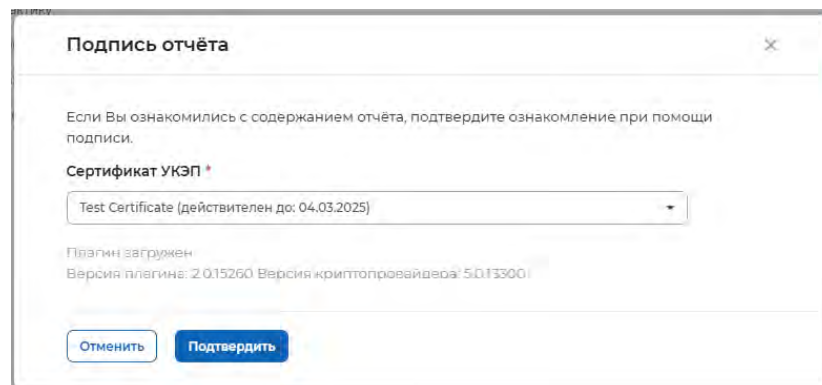 Подпись отчёта
Если Вы ознакомились с содержанием отчёта, подтвердите ознакомление при помощи
подписи.
Сертификат УКЭП *
Test Certificate (действителен до: 04.03.2025)
Плагин загружен
Версия плагина: 2.0.15260 Версия криптопровайдера: 5.0.13300
Отменить
Подтвердить